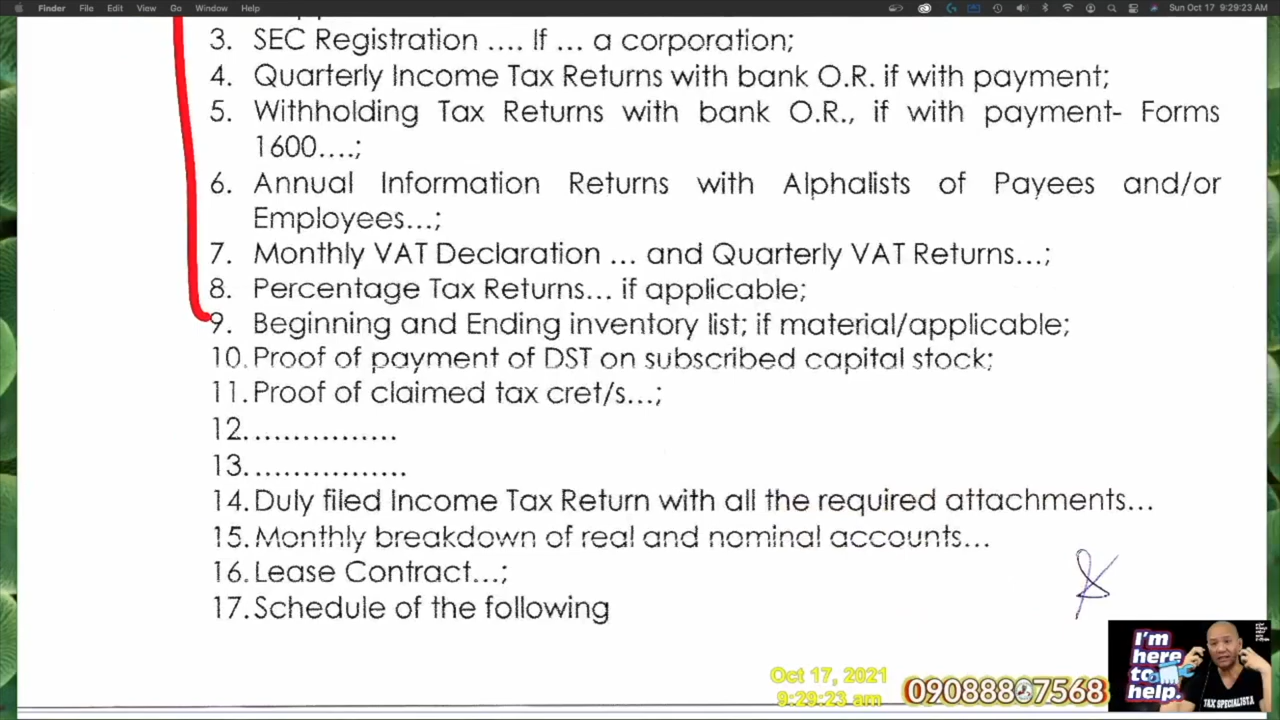 Finder File Edit View Go Window Help Sun Oct 17 9:29:23 AM
3. SEC Registration .... If ... a corporation;
4. Quarterly Income Tax Returns with bank O.R. if with payment;
5. Withholding Tax Returns with bank O.R., if with payment- Forms
1600....;
6. Annual Information Returns with Alphalists of Payees and/or
Employees...;
7. Monthly VAT Declaration ... and Quarterly VAT Returns...;
8. Percentage Tax Returns... if applicable;
9. Beginning and Ending inventory list; if material/applicable;
10. Proof of payment of DST on subscribed capital stock;
11. Proof of claimed tax cret/s...;
12. ...............
13. ................
14. Duly filed Income Tax Return with all the required attachments...
15. Monthly breakdown of real and nominal accounts...
16. Lease Contract...;
17. Schedule of the following
I'm
here
to
help.
TAX SPECIALISTA
Oct 17, 2021
9:29:23 am
09088807568